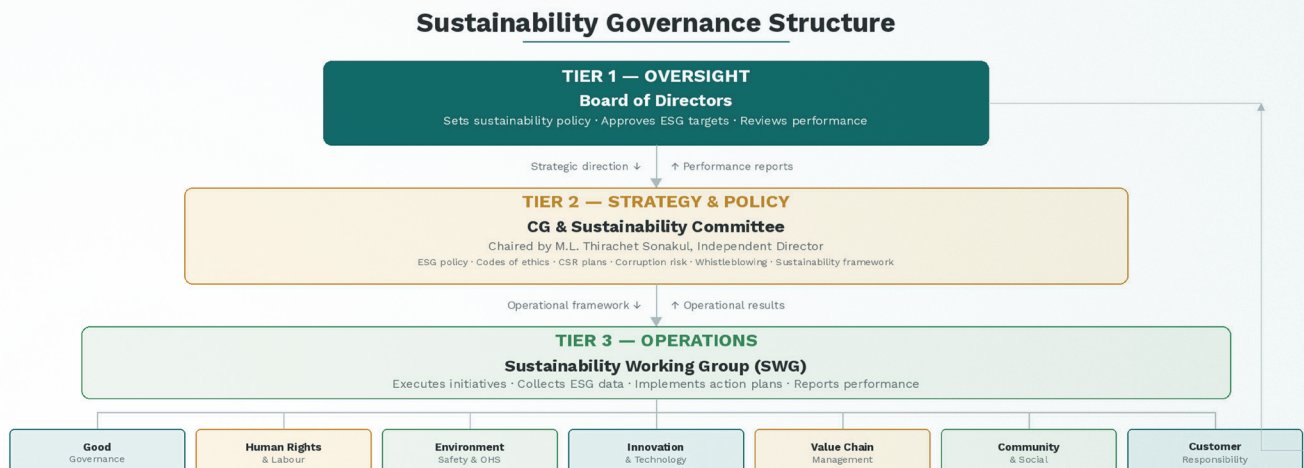 Sustainability Governance Structure
TIER 1 — OVERSIGHT
Board of Directors
Sets sustainability policy · Approves ESG targets · Reviews performance
Strategic direction ↓ ↑ Performance reports
TIER 2 — STRATEGY & POLICY
CG & Sustainability Committee
Chaired by M.L. Thirachet Sonakul, Independent Director
ESG policy · Codes of ethics · CSR plans · Corruption risk · Whistleblowing · Sustainability framework
Operational framework ↓ ↑ Operational results
TIER 3 — OPERATIONS
Sustainability Working Group (SWG)
Executes initiatives · Collects ESG data · Implements action plans · Reports performance
Good
Governance
Human Rights
& Labour
Environment
Safety & OHS
Innovation
& Technology
Value Chain
Management
Community
& Social
Customer
Responsibility